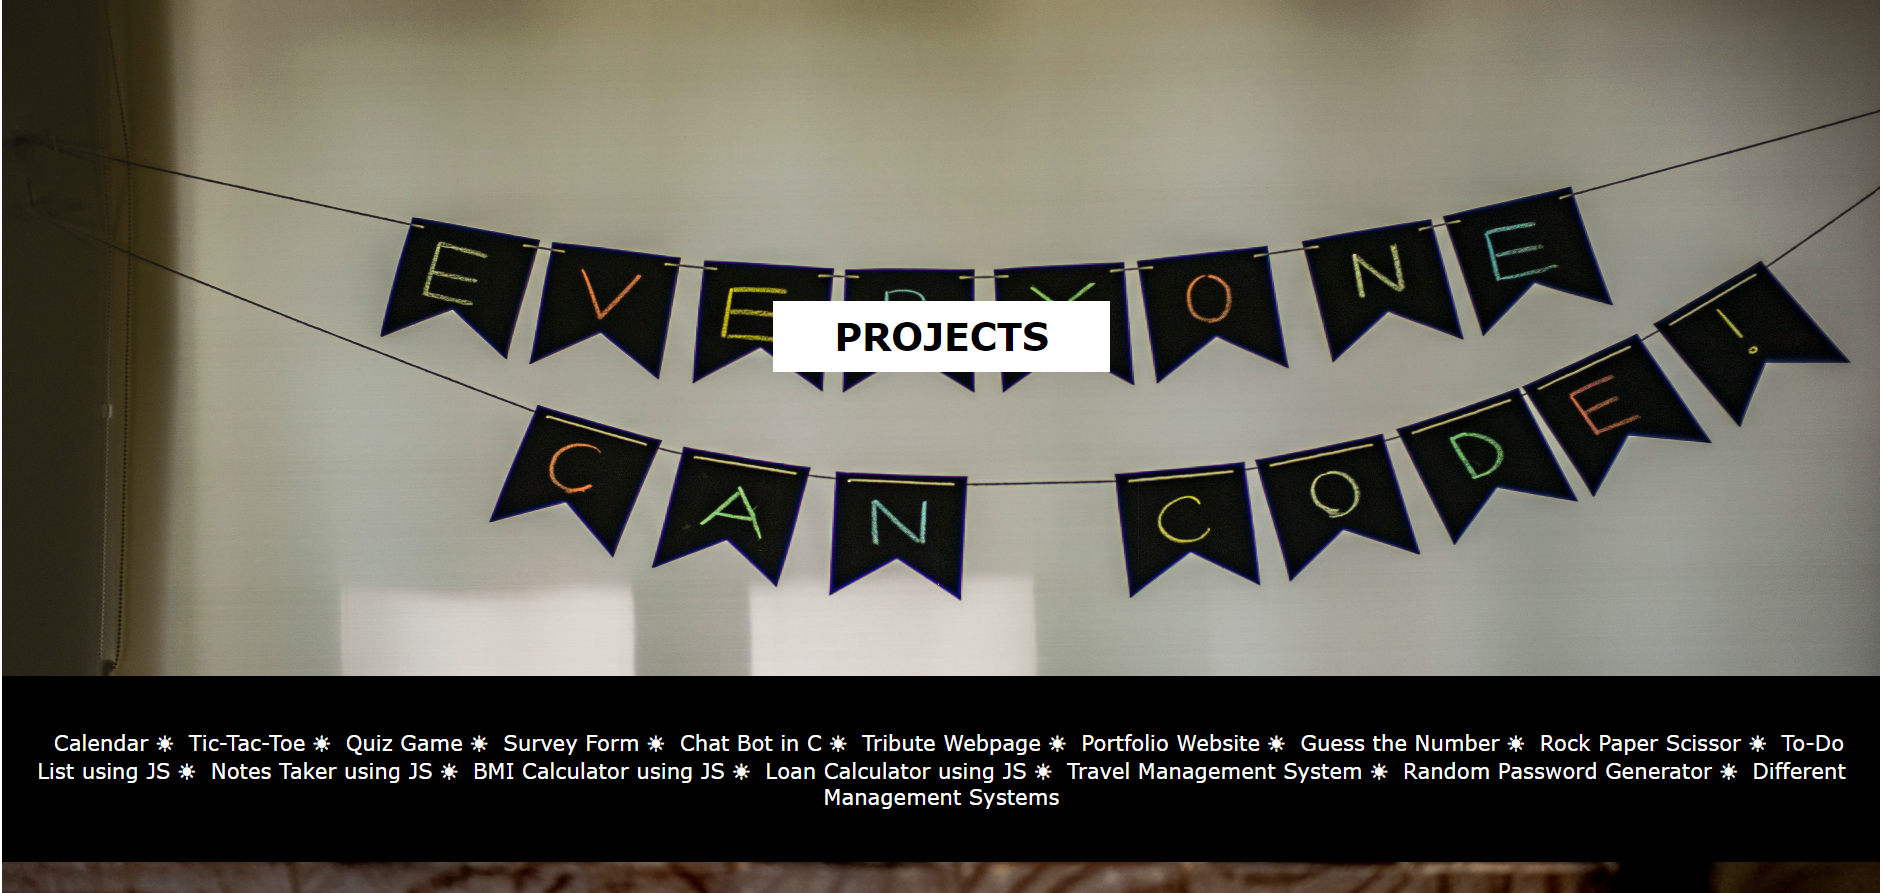 EVERYONE
PROJECTS
CAN CODE!
Calendar ☀ Tic-Tac-Toe ☀ Quiz Game ☀ Survey Form ☀ Chat Bot in C ☀ Tribute Webpage ☀ Portfolio Website ☀ Guess the Number ☀ Rock Paper Scissor ☀ To-Do
List using JS ☀ Notes Taker using JS ☀ BMI Calculator using JS ☀ Loan Calculator using JS ☀ Travel Management System ☀ Random Password Generator ☀ Different
Management Systems